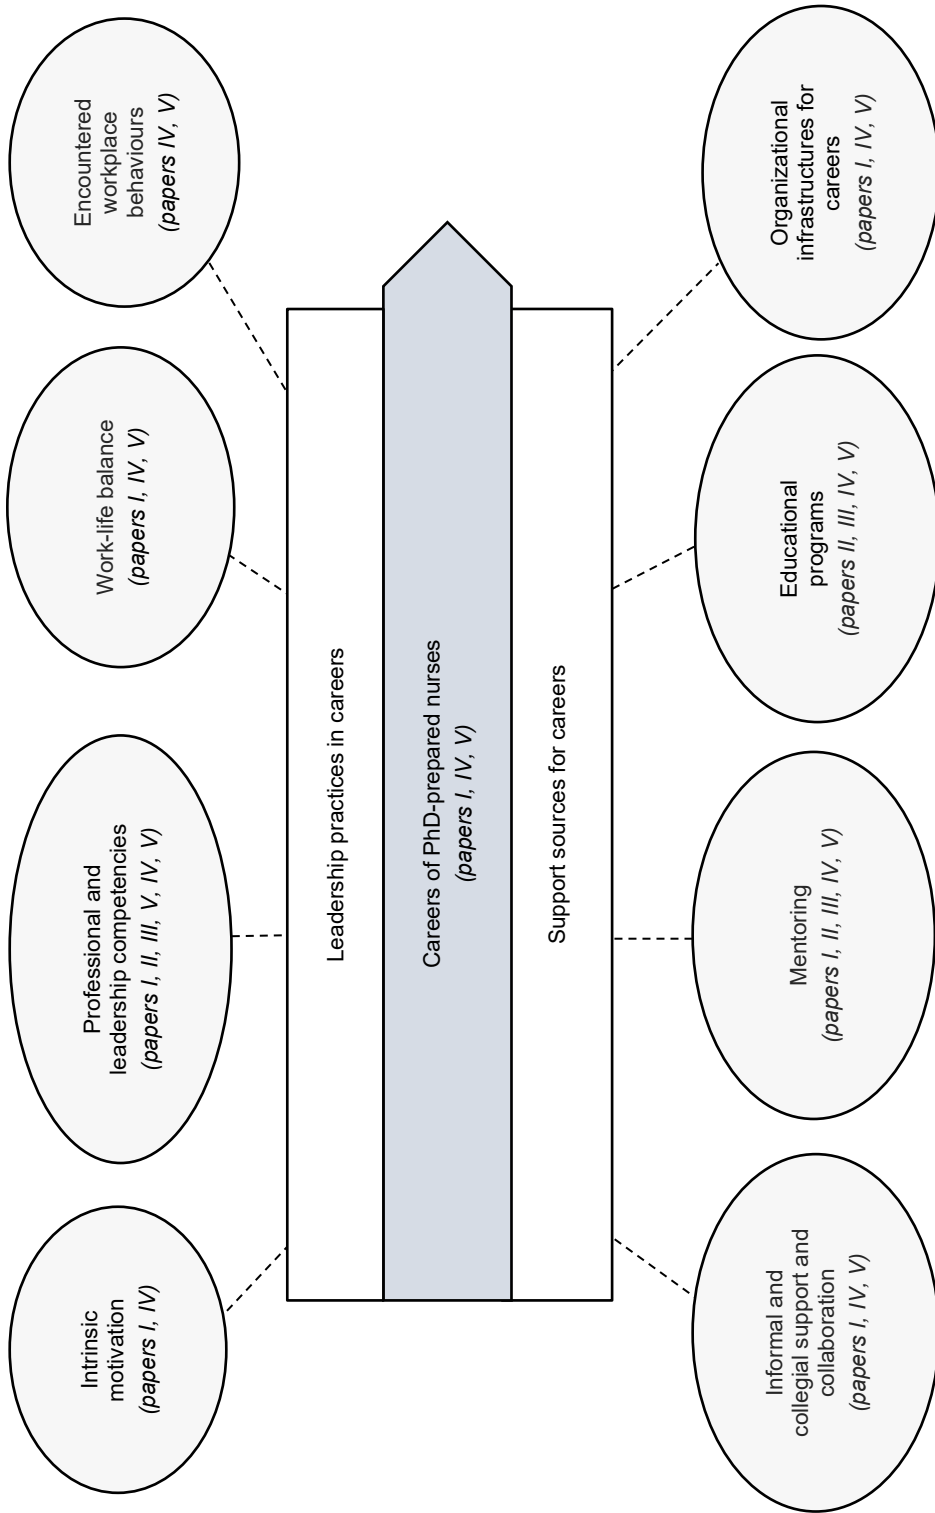 Intrinsic
motivation
(papers I, IV)
Professional and
leadership competencies
(papers I, II, III, V, IV, V)
Work-life balance
(papers I, IV, V)
Encountered
workplace
behaviours
(papers IV, V)
Leadership practices in careers
Careers of PhD-prepared nurses
(papers I, IV, V)
Support sources for careers
Informal and
collegial support and
collaboration
(papers I, IV, V)
Mentoring
(papers I, II, III, IV, V)
Educational
programs
(papers II, III, IV, V)
Organizational
infrastructures for
careers
(papers I, IV, V)